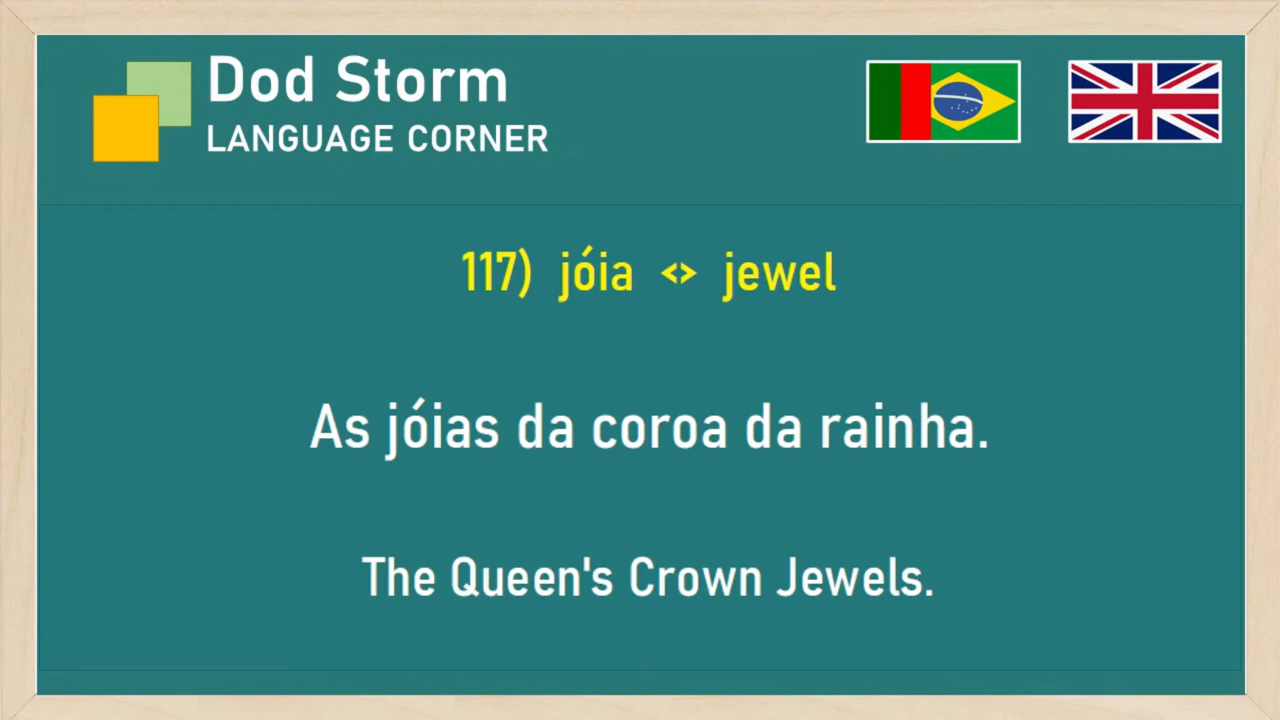 Dod Storm
LANGUAGE CORNER
117) jóia <> jewel
As jóias da coroa da rainha.
The Queen's Crown Jewels.